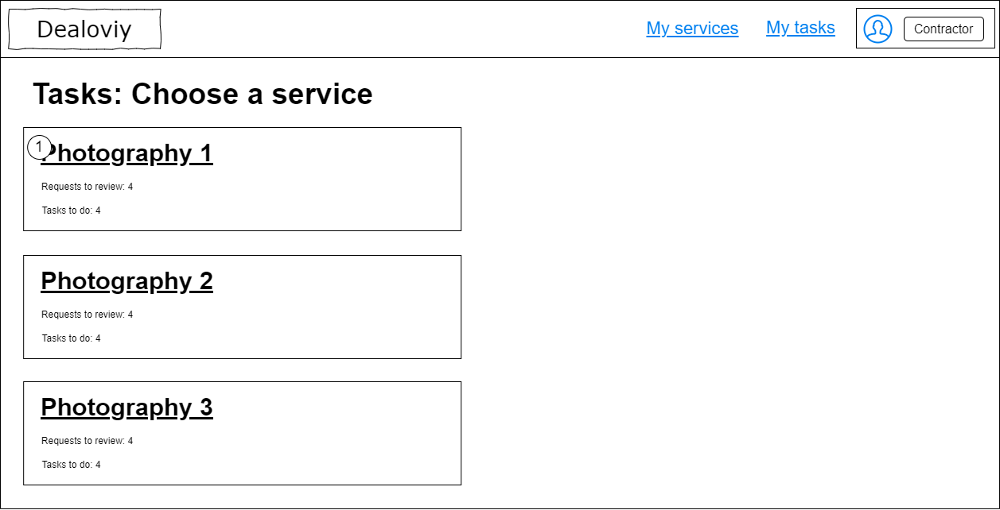 Dealoviy
My services
My tasks
Contractor
Tasks: Choose a service
1
Photography 1
Requests to review: 4
Tasks to do: 4
Photography 2
Requests to review: 4
Tasks to do: 4
Photography 3
Requests to review: 4
Tasks to do: 4